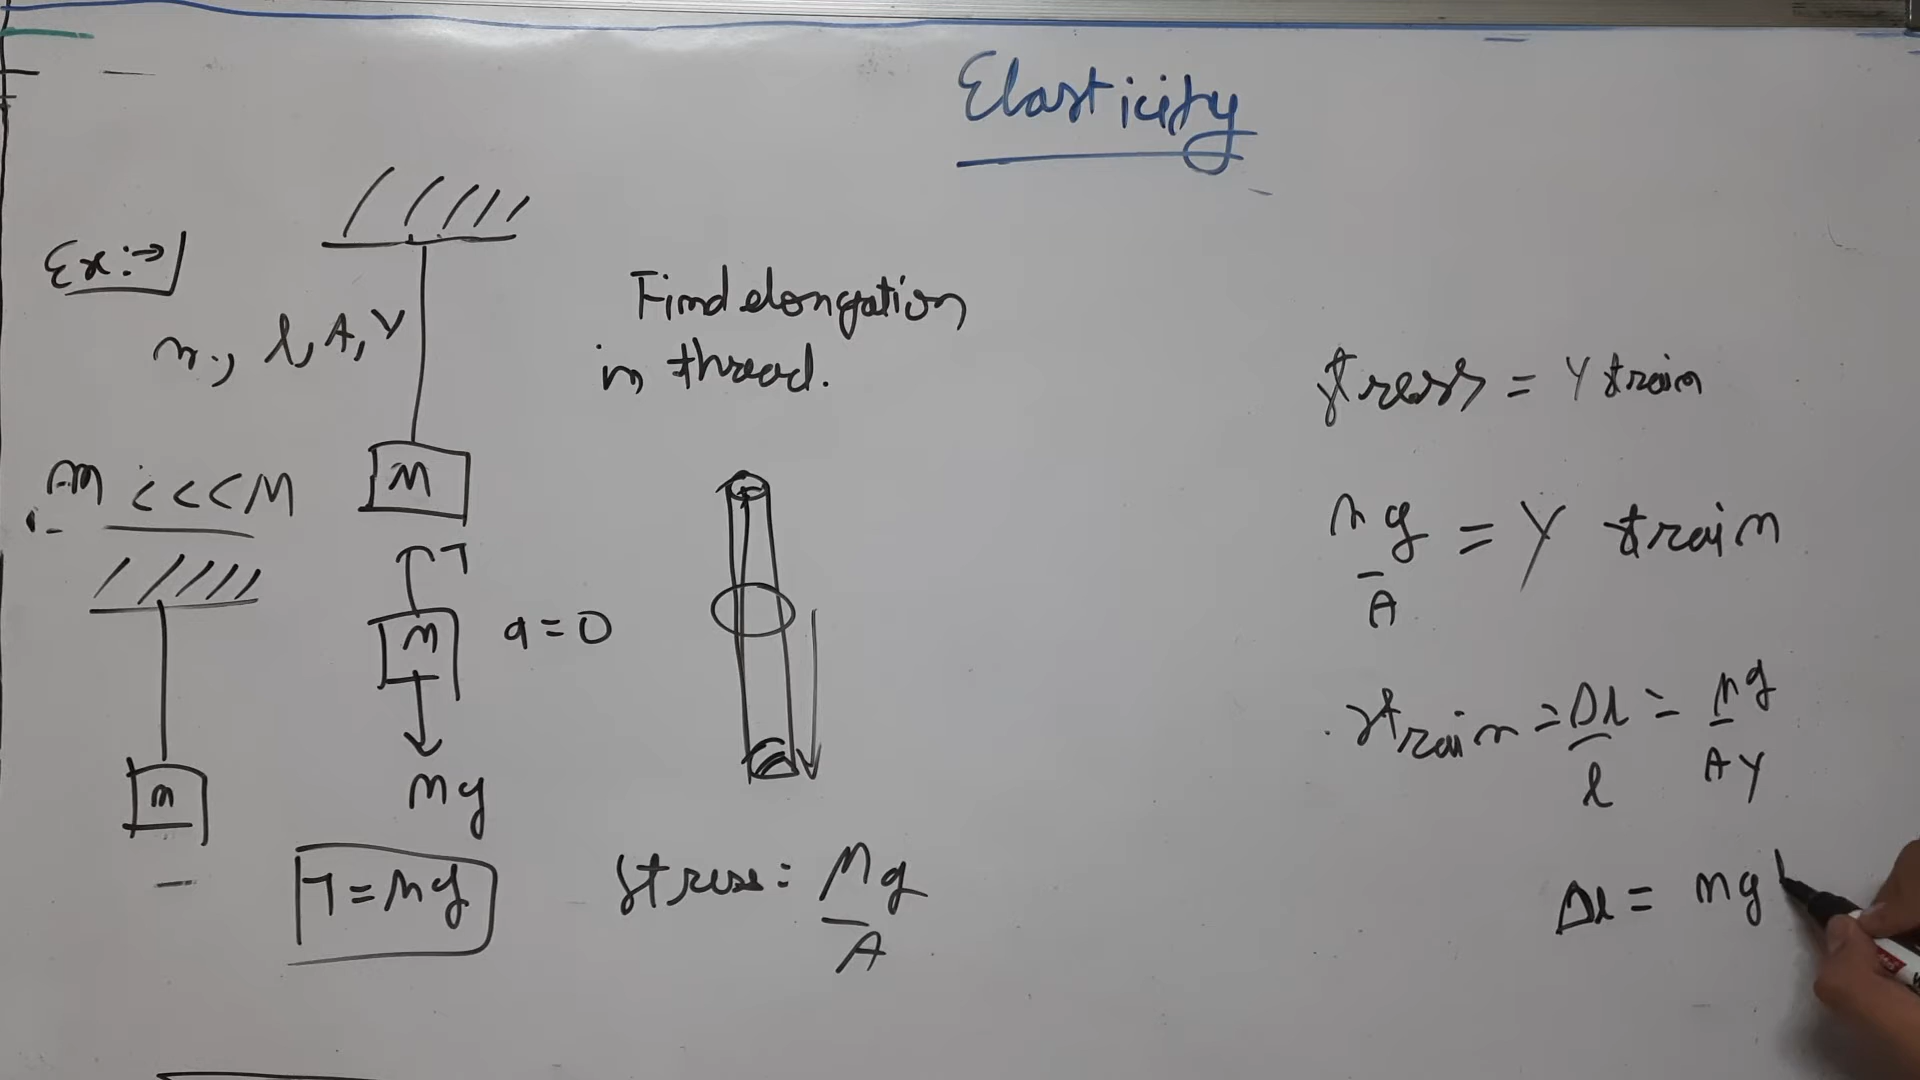 Elasticity
Ex:→
m, l, A, Y
Find elongation
in thread.
m <<<M
M
T
M
a = 0
Mg
m
T = Mg
stress = Mg
A
stress = Y strain
Mg = Y strain
A
strain = Δl = Mg
l AY
Δl = Mgl